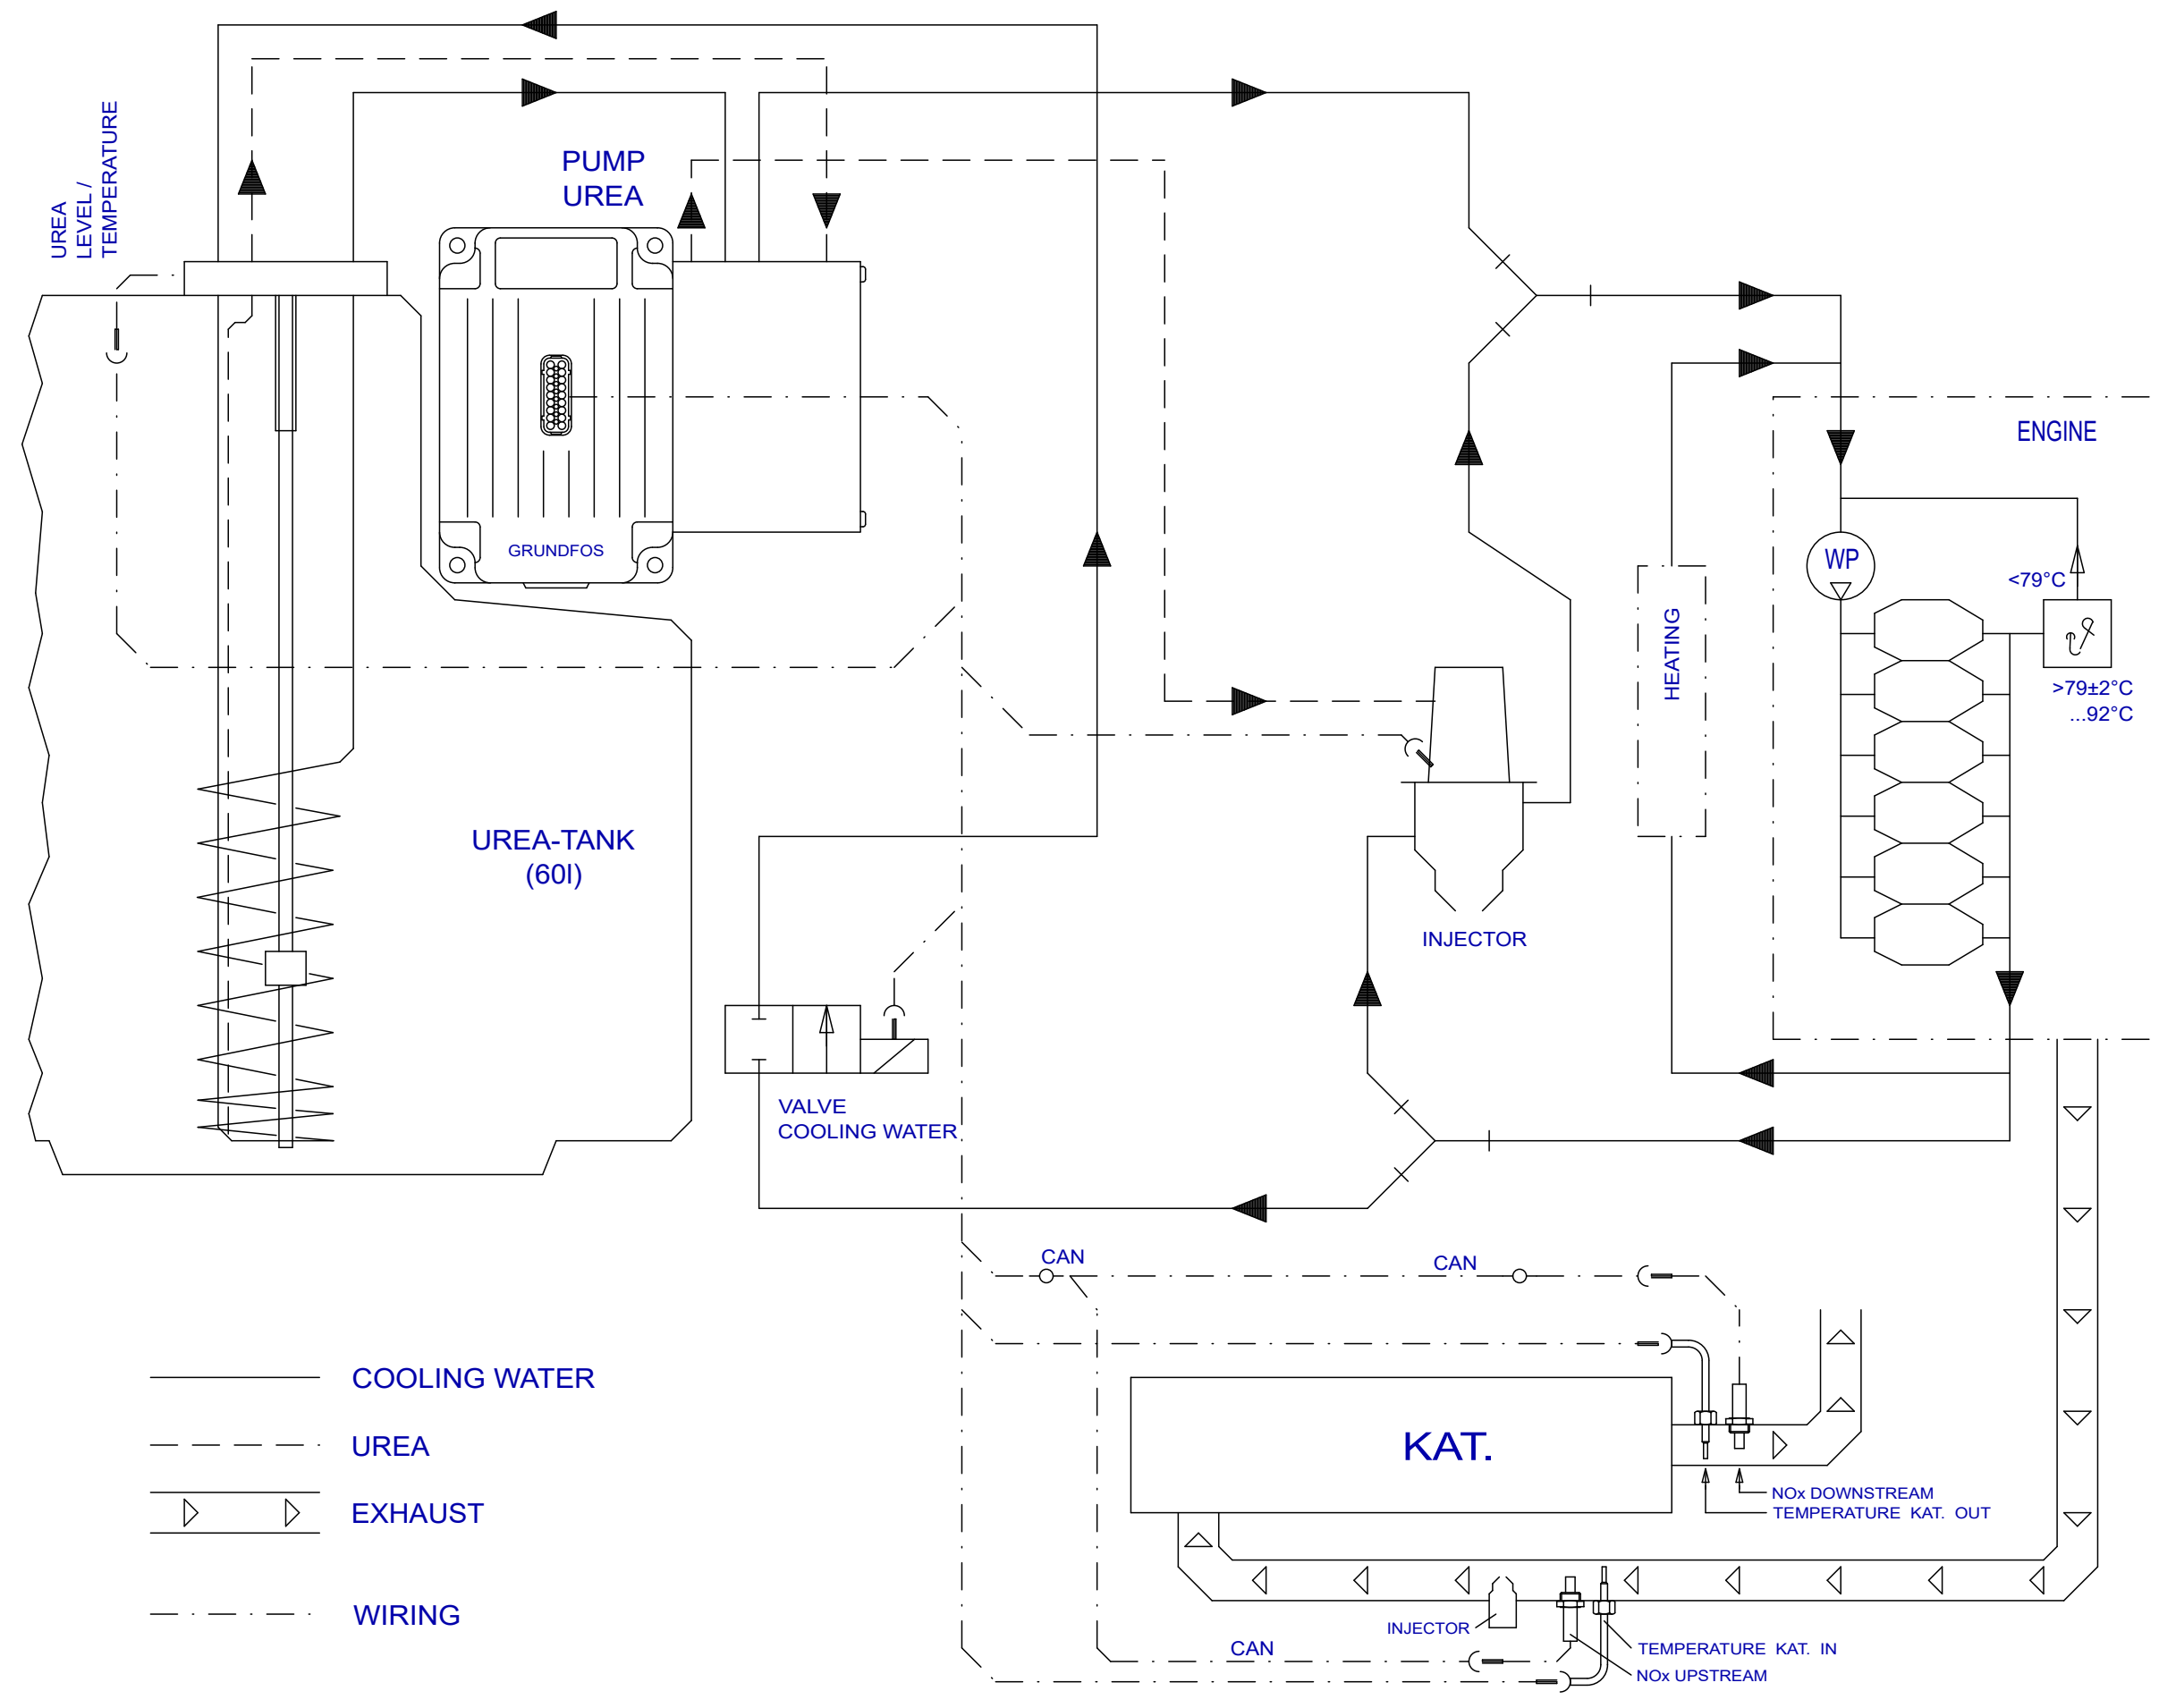 UREA
LEVEL /
TEMPERATURE
PUMP
UREA
GRUNDFOS
ENGINE
WP
<79°C
>79±2°C
...92°C
HEATING
UREA-TANK
(60l)
INJECTOR
VALVE
COOLING WATER
CAN
CAN
COOLING WATER
UREA
EXHAUST
WIRING
KAT.
NOx DOWNSTREAM
TEMPERATURE KAT. OUT
INJECTOR
CAN
TEMPERATURE KAT. IN
NOx UPSTREAM